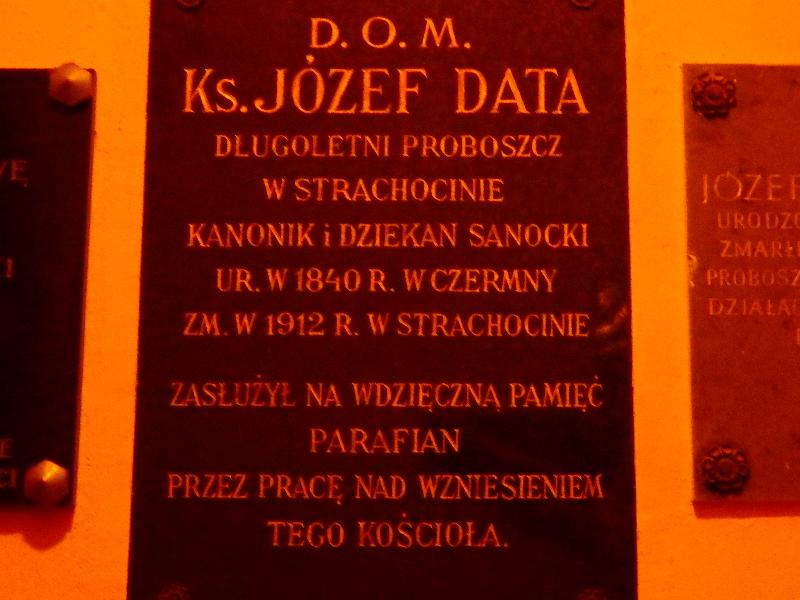 D. O. M.
Ks. JÓZEF DATA
DŁUGOLETNI PROBOSZCZ
W STRACHOCINIE
KANONIK i DZIEKAN SANOCKI
UR. W 1840 R. W CZERMNY
ZM. W 1912 R. W STRACHOCINIE
ZASŁUŻYŁ NA WDZIĘCZNĄ PAMIĘĆ
PARAFIAN
PRZEZ PRACĘ NAD WZNIESIENIEM
TEGO KOŚCIOŁA.
JÓZEF